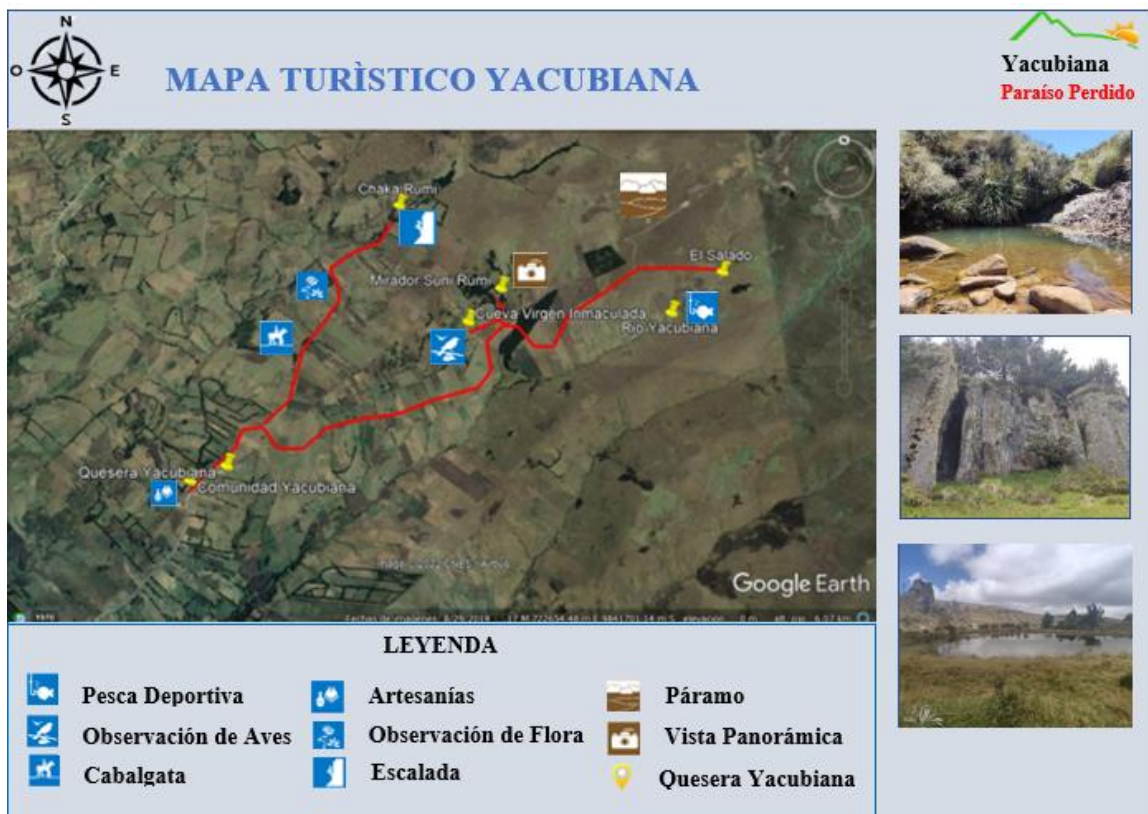 N
O E
S
MAPA TURÌSTICO YACUBIANA
Yacubiana
Paraíso Perdido
Chaka Rumi
Mirador Suni Rumi
El Salado
Cueva Virgen Inmaculada
Rio Yacubiana
Quesera Yacubiana
Comunidad Yacubiana
Google Earth
LEYENDA
Pesca Deportiva
Artesanías
Páramo
Observación de Aves
Observación de Flora
Vista Panorámica
Cabalgata
Escalada
Quesera Yacubiana